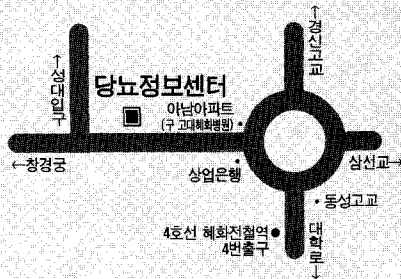 ↑경신고교
↑성대입구
당뇨정보센터
아남아파트
(구 고대혜화병원)
←창경궁
상업은행
삼선교→
동성고교
4호선 혜화전철역
4번출구
대학로↓